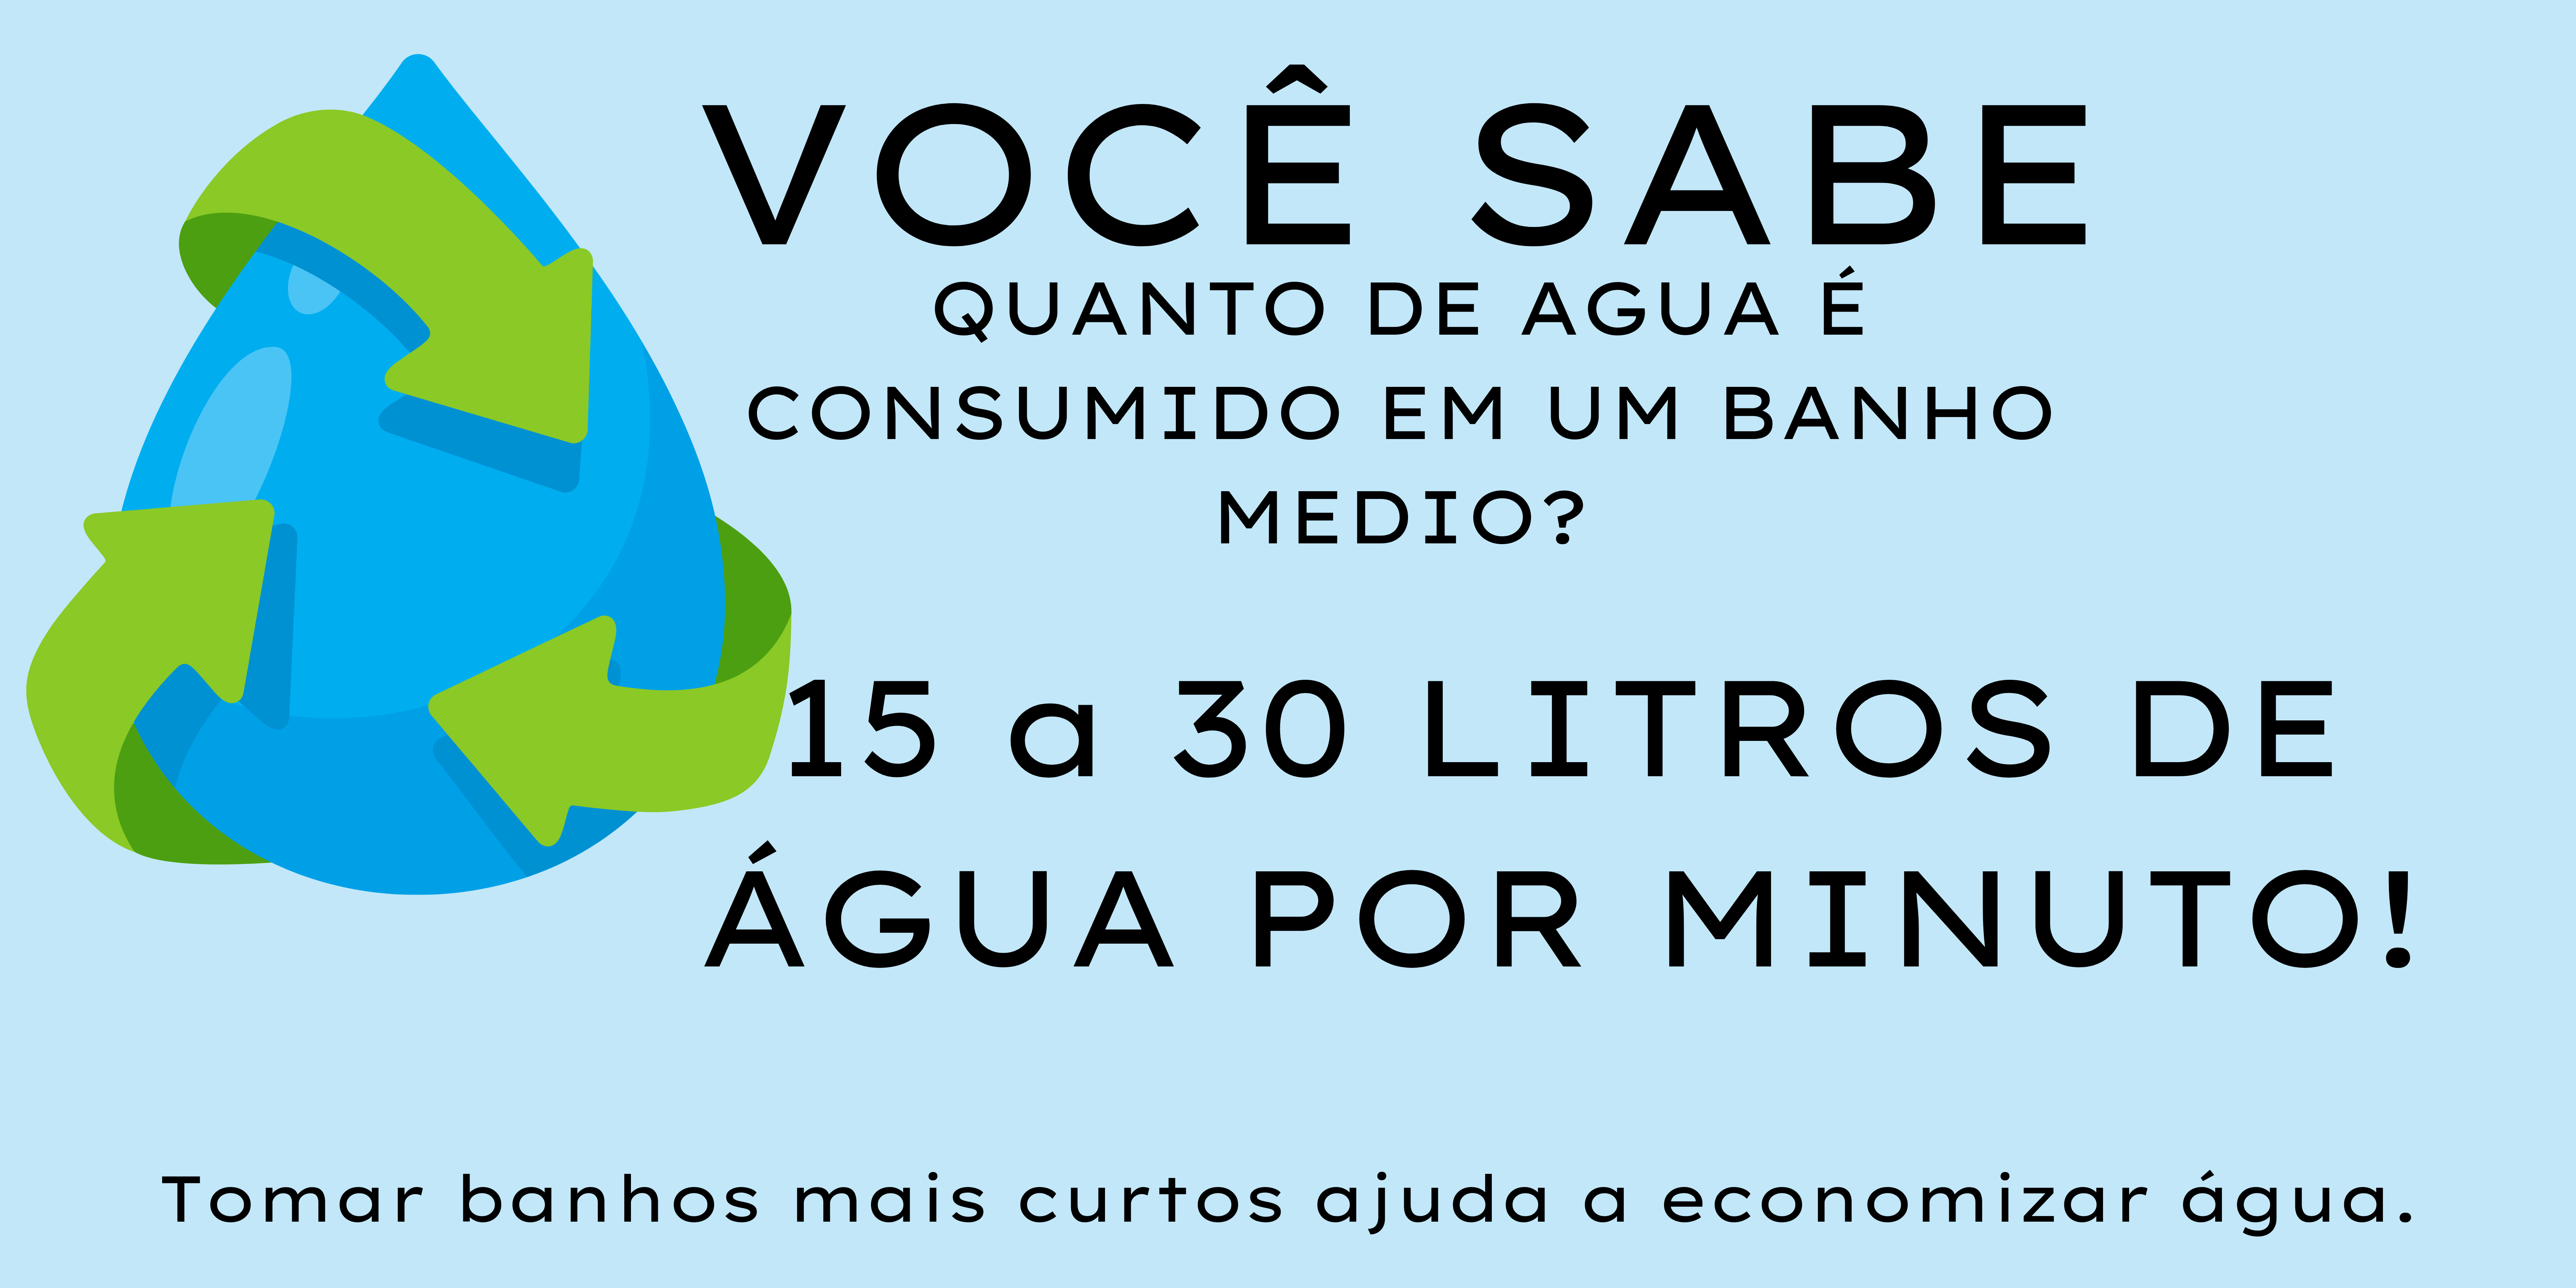 VOCÊ SABE
QUANTO DE AGUA É
CONSUMIDO EM UM BANHO
MEDIO?
15 a 30 LITROS DE
ÁGUA POR MINUTO!
Tomar banhos mais curtos ajuda a economizar água.